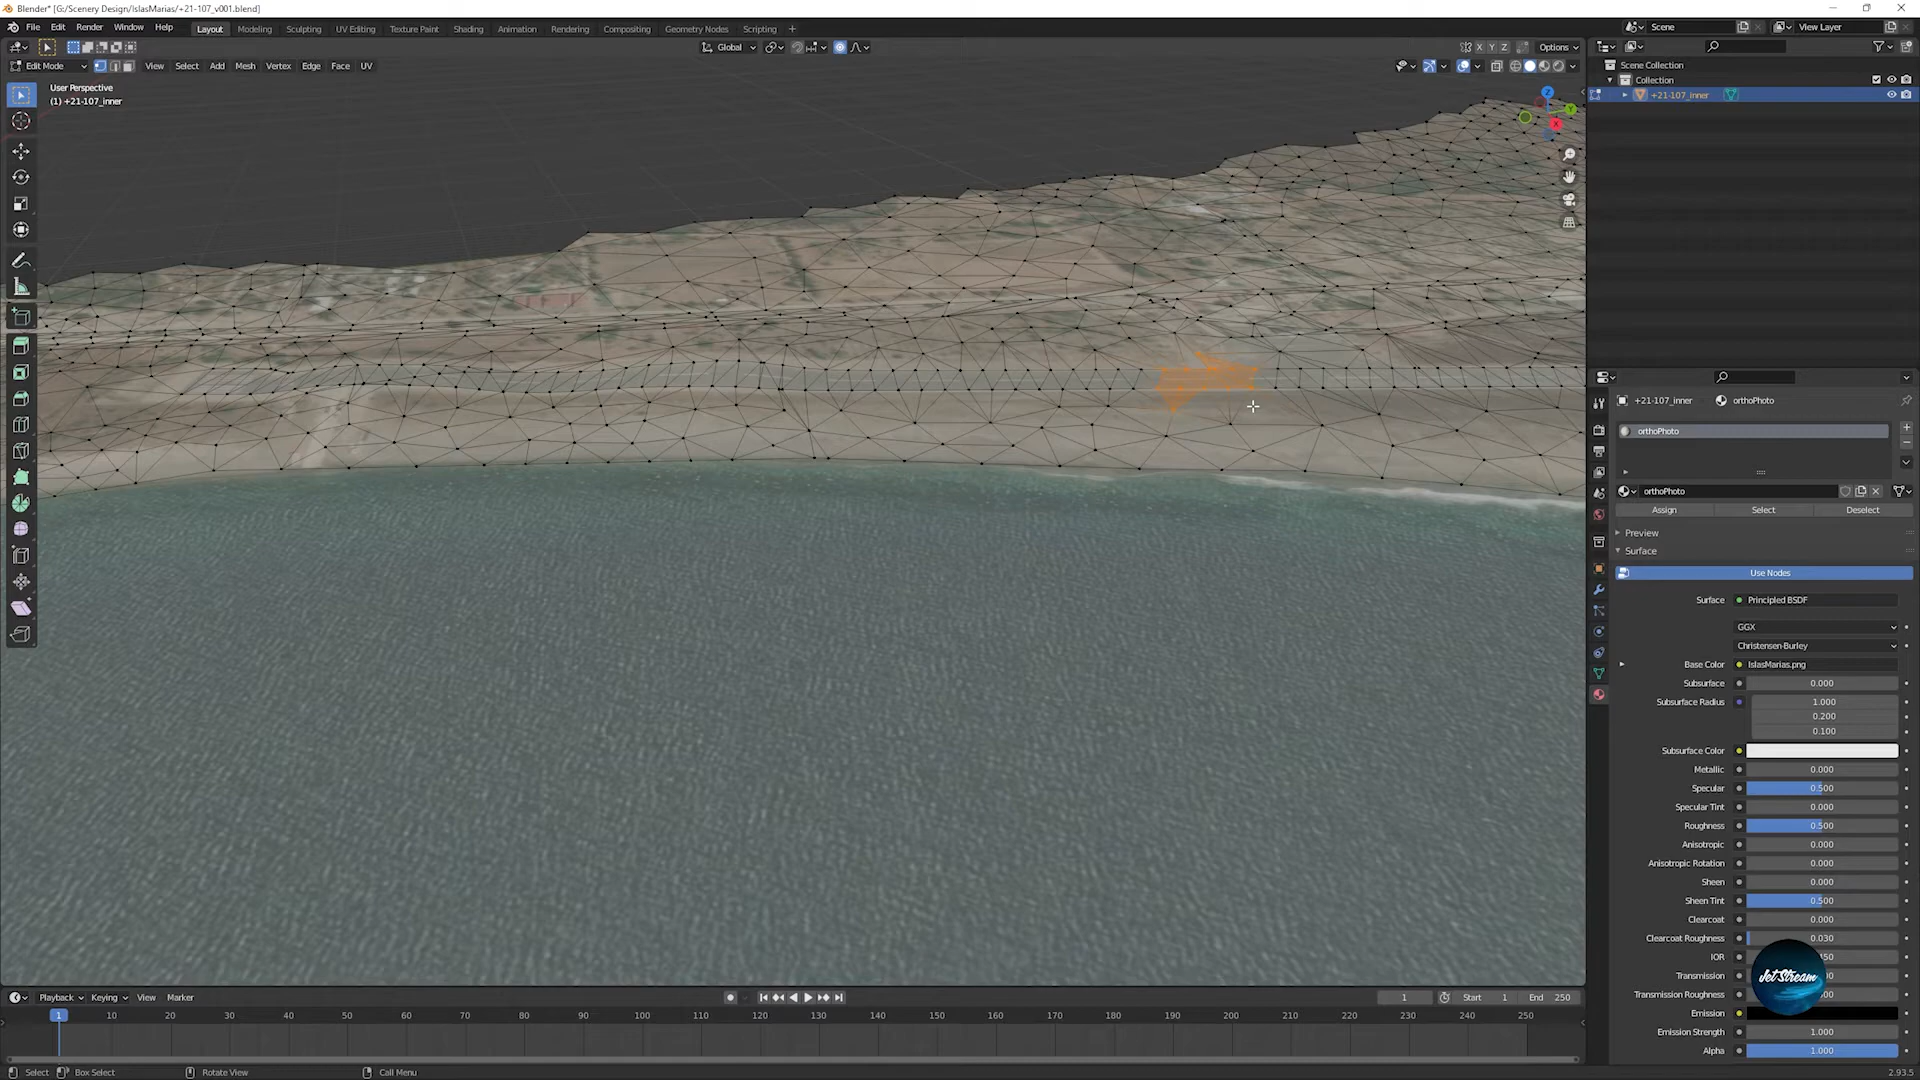 Blender* [G:/Scenery Design/IslasMarias/+21-107_v001.blend]
File Edit Render Window Help Layout Modeling Sculpting UV Editing Texture Paint Shading Animation Rendering Compositing Geometry Nodes Scripting + Scene View Layer
Global X Y Z Options
Edit Mode View Select Add Mesh Vertex Edge Face UV
User Perspective
(1) +21-107_inner
Z
Y
X
Scene Collection
Collection
+21-107_inner
+21-107_inner orthoPhoto
orthoPhoto
orthoPhoto
Assign Select Deselect
Preview
Surface
Use Nodes
Surface Principled BSDF
GGX
Christensen-Burley
Base Color IslasMarias.png
Subsurface 0.000
Subsurface Radius 1.000
0.200
0.100
Subsurface Color
Metallic 0.000
Specular 0.500
Specular Tint 0.000
Roughness 0.500
Anisotropic 0.000
Anisotropic Rotation 0.000
Sheen 0.000
Sheen Tint 0.500
Clearcoat 0.000
Clearcoat Roughness 0.030
IOR
Transmission
Transmission Roughness
Emission
Emission Strength 1.000
Alpha 1.000
JetStream
Playback Keying View Marker 1 Start 1 End 250
1 10 20 30 40 50 60 70 80 90 100 110 120 130 140 150 160 170 180 190 200 210 220 230 240 250
Select Box Select Rotate View Call Menu 2.93.5